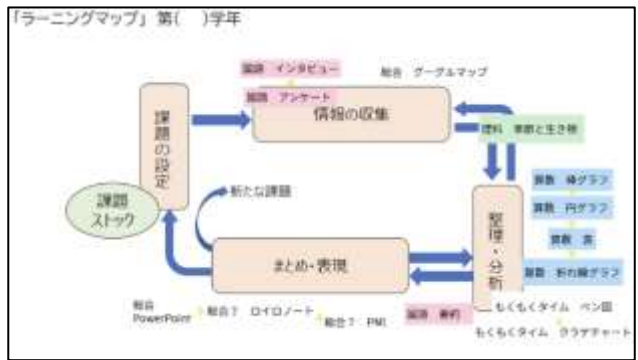 「ラーニングマップ」 第(　)学年
国語　インタビュー
総合　グーグルマップ
国語　アンケート
情報の収集
課題の設定
理科　季節と生き物
課題
ストック
新たな課題
算数　棒グラフ
算数　円グラフ
算数　表
算数　折れ線グラフ
整理・分析
まとめ・表現
総合
PowerPoint
総合？　ロイロノート
総合？　PMI
国語　要約
もくもくタイム　ベン図
もくもくタイム　クラゲチャート